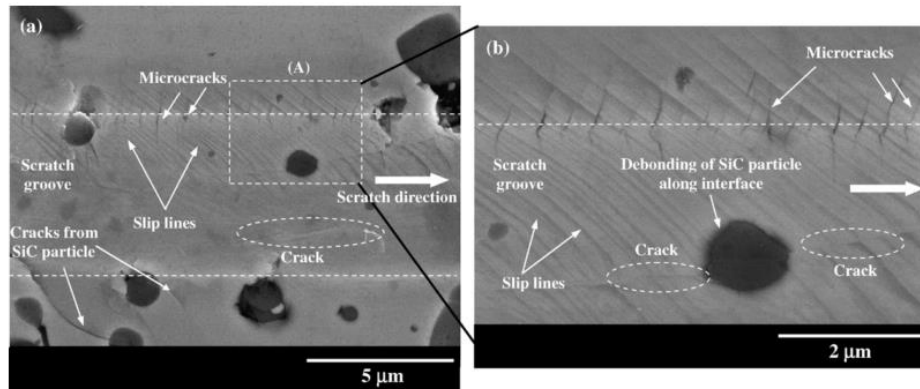 (a)
Microcracks
(A)
Scratch
groove
Slip lines
Scratch direction
Cracks from
SiC particle
Crack
5 µm
(b)
Microcracks
Scratch
groove
Debonding of SiC particle
along interface
Slip lines
Crack
Crack
2 µm